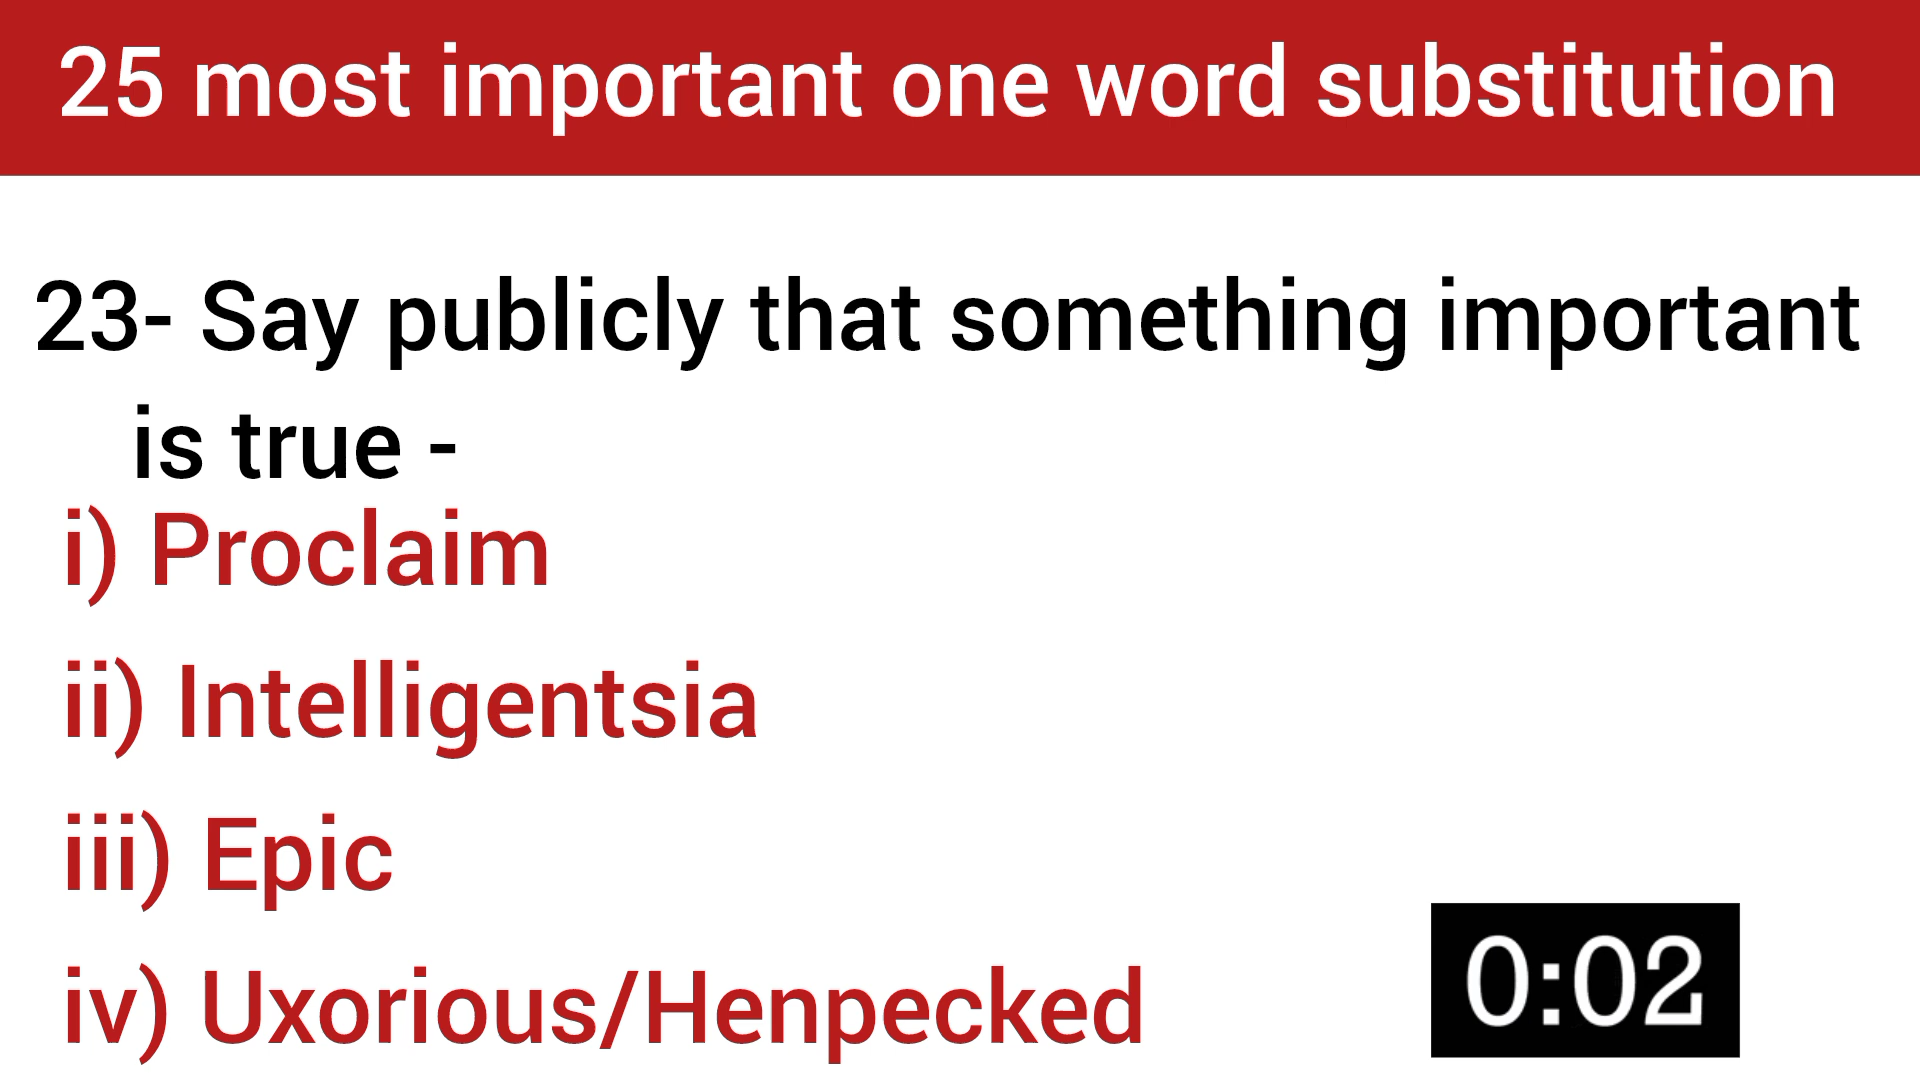 25 most important one word substitution
23- Say publicly that something important
is true -
i) Proclaim
ii) Intelligentsia
iii) Epic
iv) Uxorious/Henpecked
0:02